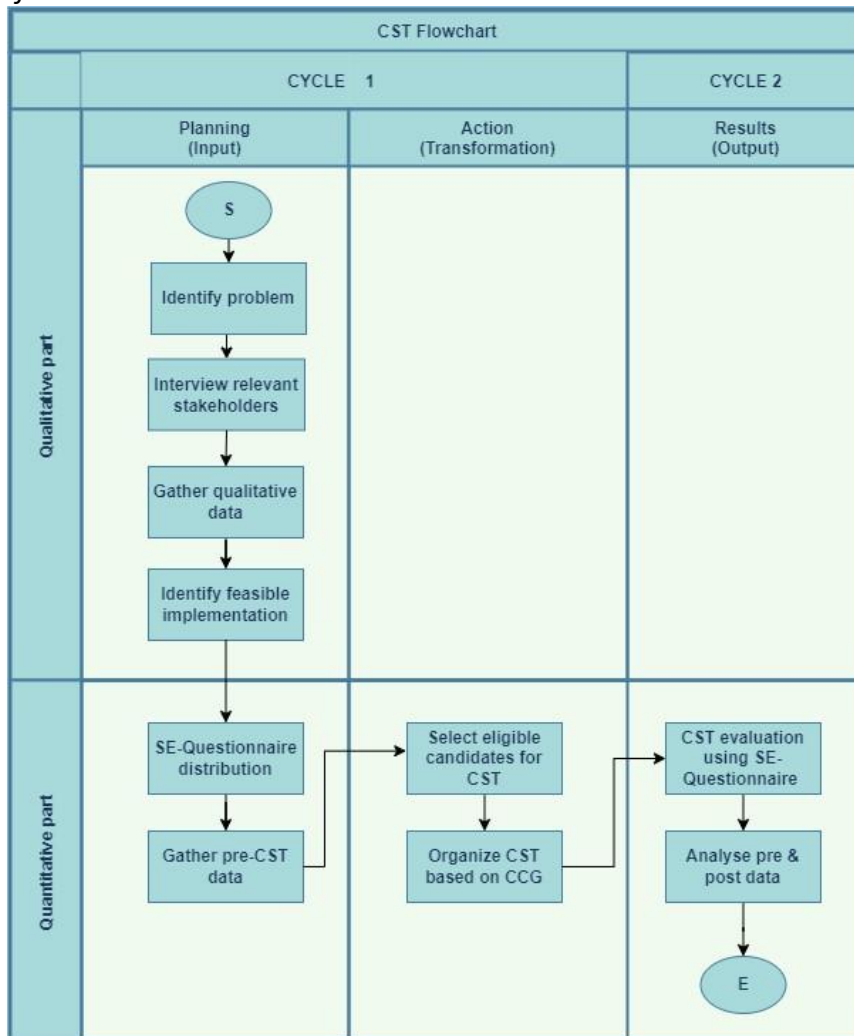 CST Flowchart
CYCLE 1
CYCLE 2
Planning
(Input)
Action
(Transformation)
Results
(Output)
Qualitative part
S
Identify problem
Interview relevant
stakeholders
Gather qualitative
data
Identify feasible
implementation
Quantitative part
SE-Questionnaire
distribution
Gather pre-CST
data
Select eligible
candidates for
CST
Organize CST
based on CCG
CST evaluation
using SE-
Questionnaire
Analyse pre &
post data
E